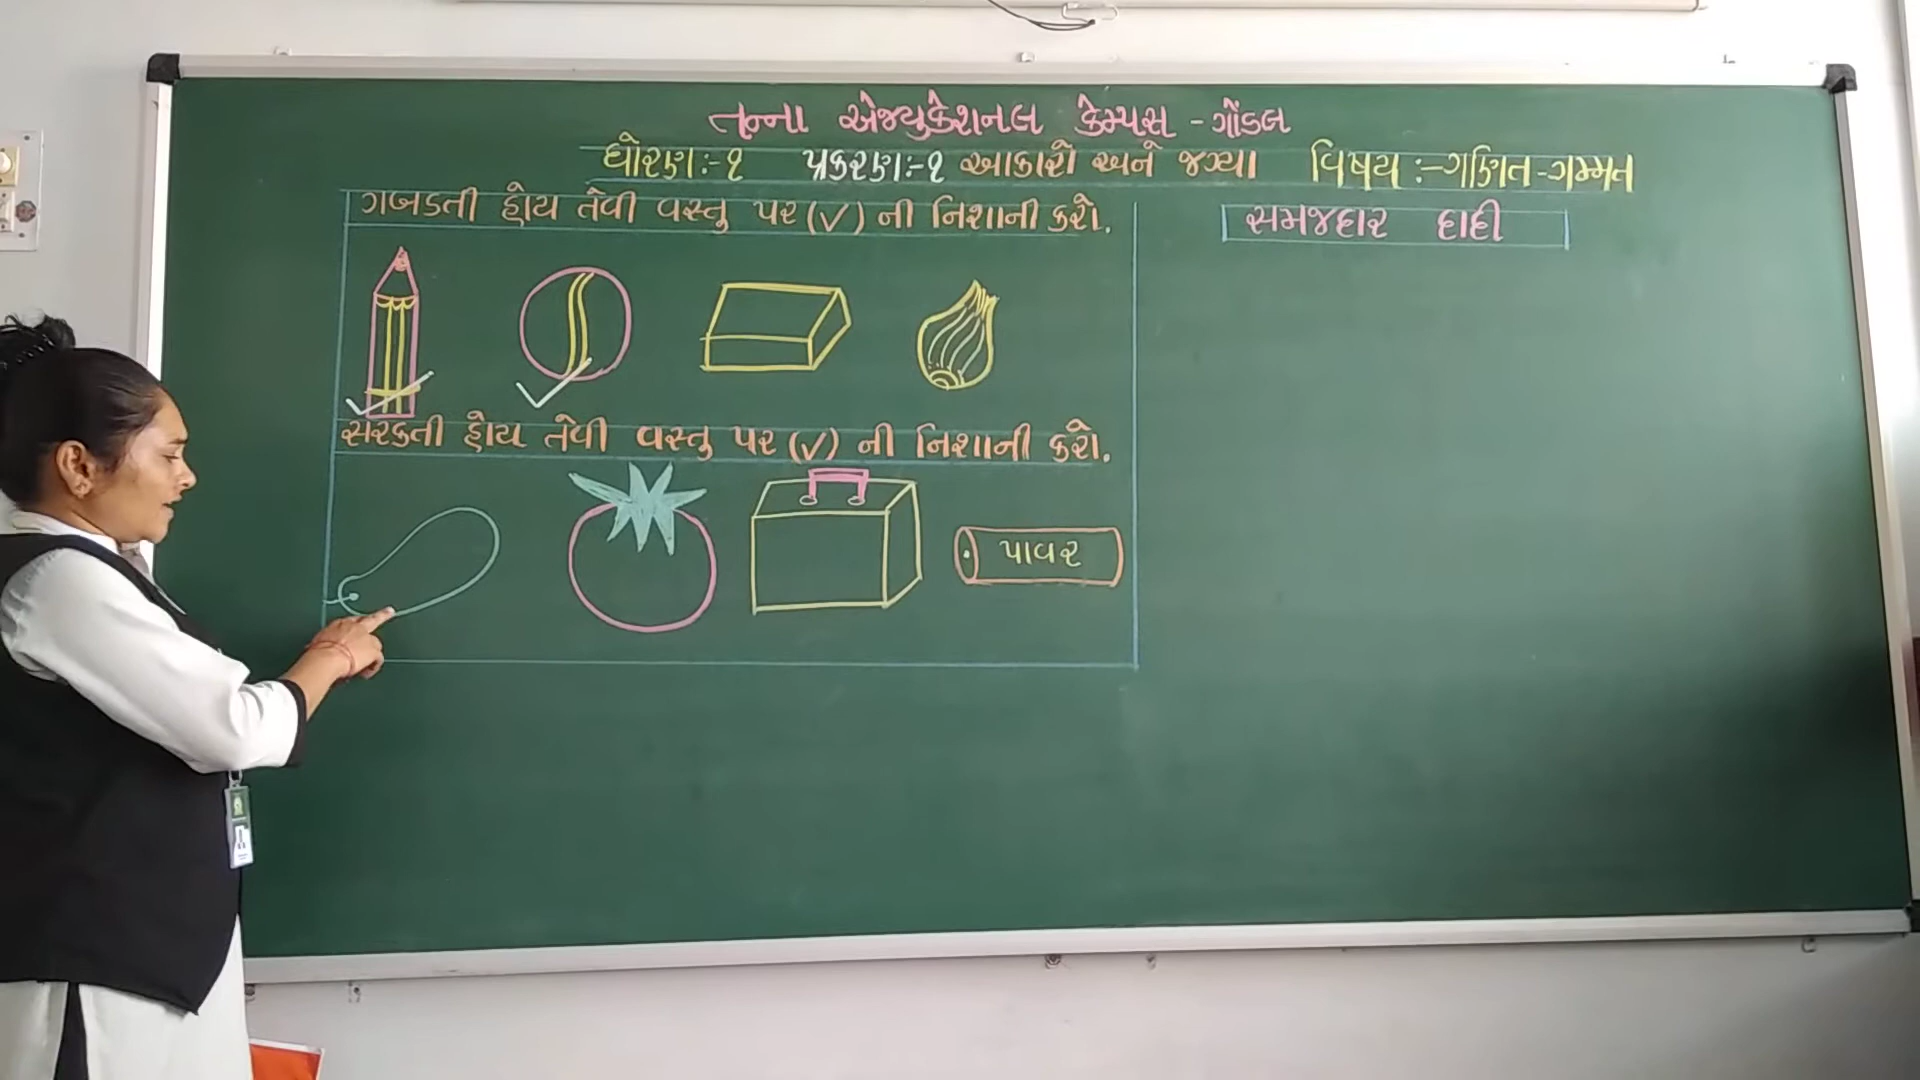 તન્ના એજ્યુકેશનલ કેમ્પસ - ગોંડલ
ધોરણ:-૧ પ્રકરણ:-૧ આકારો અને જગ્યા વિષય :- ગણિત-ગમ્મત
ગબડતી હોય તેવી વસ્તુ પર (√) ની નિશાની કરો.
સમજદાર દાદી
સરકતી હોય તેવી વસ્તુ પર (√) ની નિશાની કરો.
પાવર